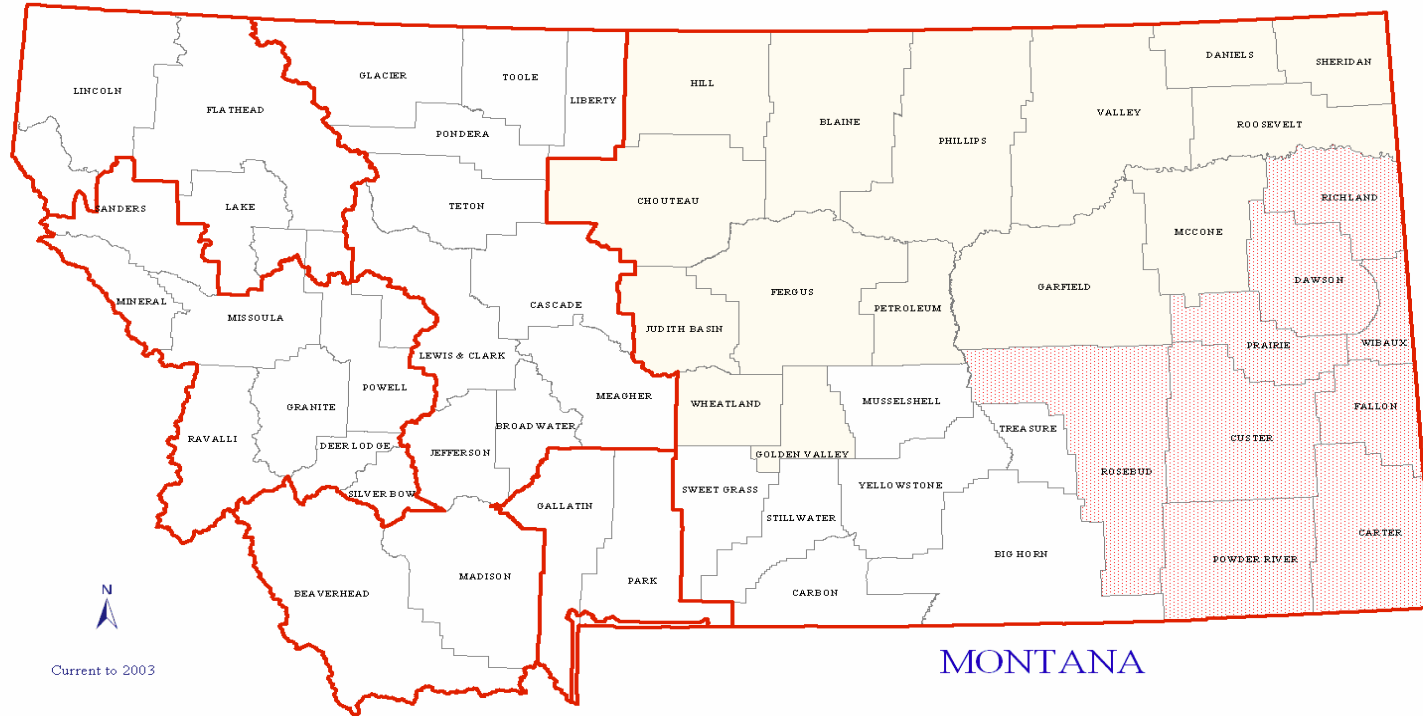 DANIELS
SHERIDAN
GLACIER
TOOLE
HILL
LINCOLN
LIBERTY
FLATHEAD
BLAINE
VALLEY
ROOSEVELT
PONDERA
PHILLIPS
RICHLAND
CHOUTEAU
TETON
LAKE
SANDERS
MCCONE
DAWSON
GARFIELD
FERGUS
MINERAL
CASCADE
PETROLEUM
MISSOULA
JUDITH BASIN
WIBAUX
PRAIRIE
LEWIS & CLARK
POWELL
MEAGHER
MUSSELSHELL
WHEATLAND
GRANITE
FALLON
BROADWATER
TREASURE
RAVALLI
CUSTER
DEER LODGE
JEFFERSON
GOLDEN VALLEY
ROSEBUD
YELLOWSTONE
SWEET GRASS
SILVER BOW
GALLATIN
STILLWATER
CARTER
BIG HORN
POWDER RIVER
MADISON
PARK
BEAVERHEAD
CARBON
N
Current to 2003
MONTANA